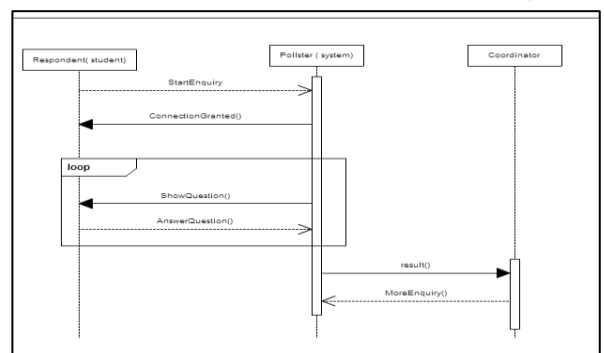 Respondent( student)
Pollster ( system)
Coordinator
StartEnquiry
ConnectionGranted()
loop
ShowQuestion()
AnswerQuestion()
result()
MoreEnquiry()